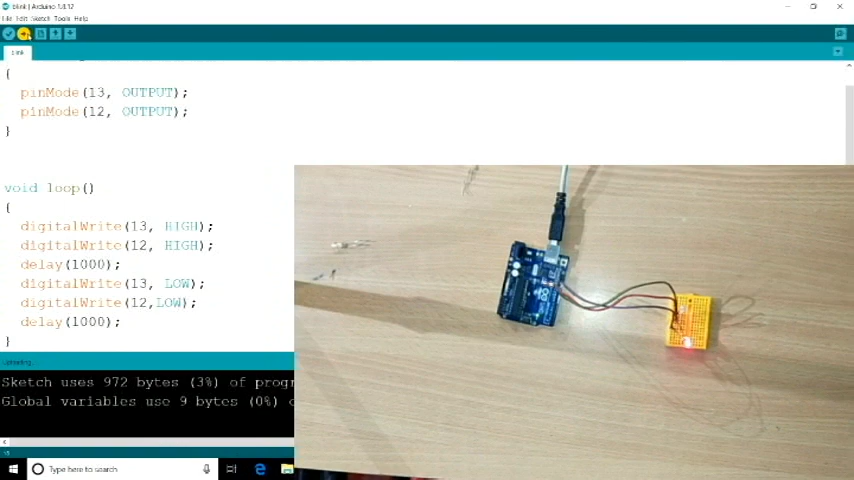 blink | Arduino 1.8.12
File Edit Sketch Tools Help
blink
{
pinMode(13, OUTPUT);
pinMode(12, OUTPUT);
}
void loop()
{
digitalWrite(13, HIGH);
digitalWrite(12, HIGH);
delay(1000);
digitalWrite(13, LOW);
digitalWrite(12,LOW);
delay(1000);
}
Uploading...
Sketch uses 972 bytes (3%) of progr
Global variables use 9 bytes (0%) o
Type here to search